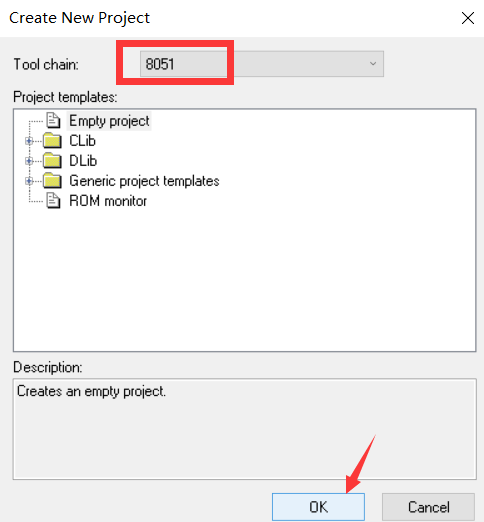 Create New Project
Tool chain: 8051
Project templates:
Empty project
CLib
DLib
Generic project templates
ROM monitor
Description:
Creates an empty project.
OK Cancel